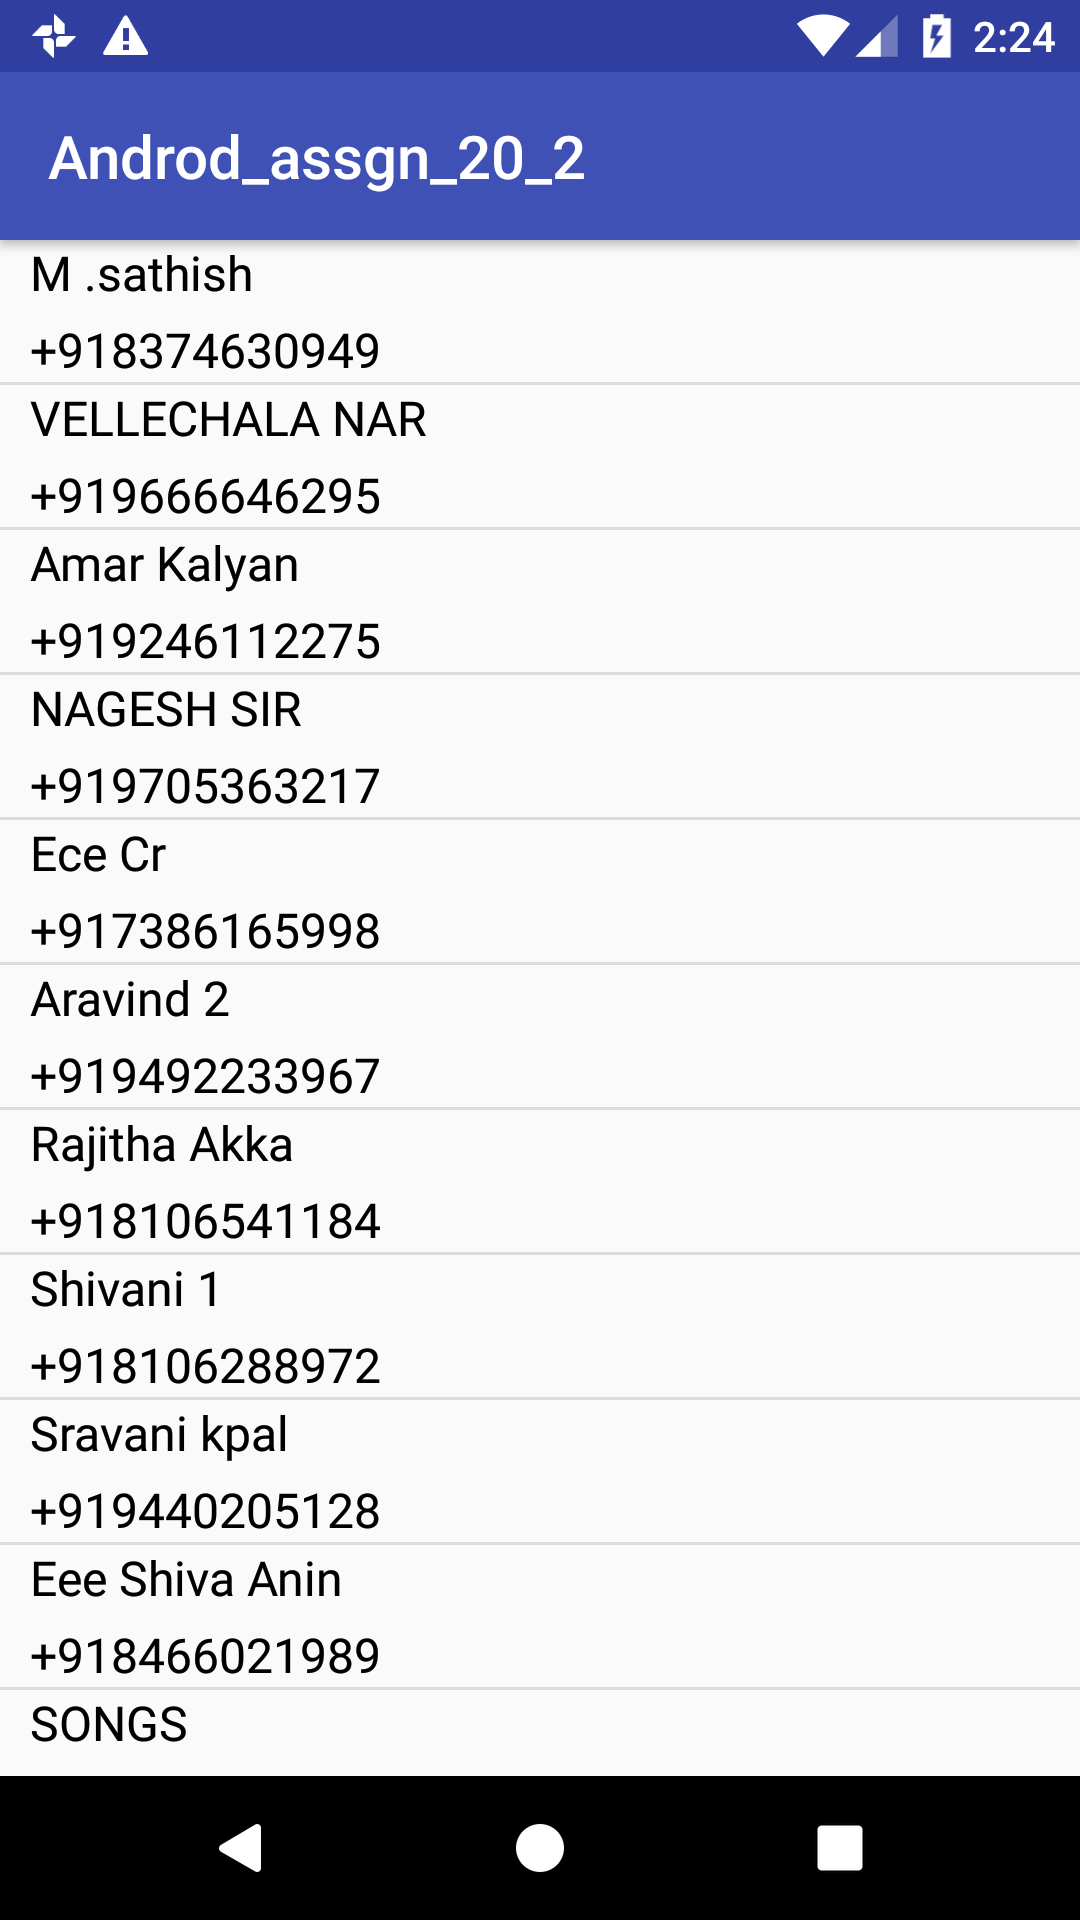 2:24
Androd_assgn_20_2
M .sathish
+918374630949
VELLECHALA NAR
+919666646295
Amar Kalyan
+919246112275
NAGESH SIR
+919705363217
Ece Cr
+917386165998
Aravind 2
+919492233967
Rajitha Akka
+918106541184
Shivani 1
+918106288972
Sravani kpal
+919440205128
Eee Shiva Anin
+918466021989
SONGS